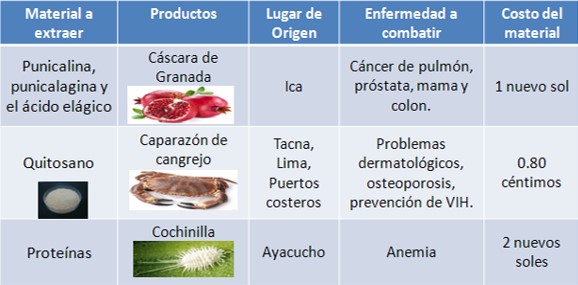 Material a
extraer
Productos
Lugar de
Origen
Enfermedad a
combatir
Costo del
material
Punicalina,
punicalagina y
el ácido elágico
Cáscara de
Granada
Ica
Cáncer de pulmón,
próstata, mama y
colon.
1 nuevo sol
Quitosano
Caparazón de
cangrejo
Tacna,
Lima,
Puertos
costeros
Problemas
dermatológicos,
osteoporosis,
prevención de VIH.
0.80
céntimos
Proteínas
Cochinilla
Ayacucho
Anemia
2 nuevos
soles